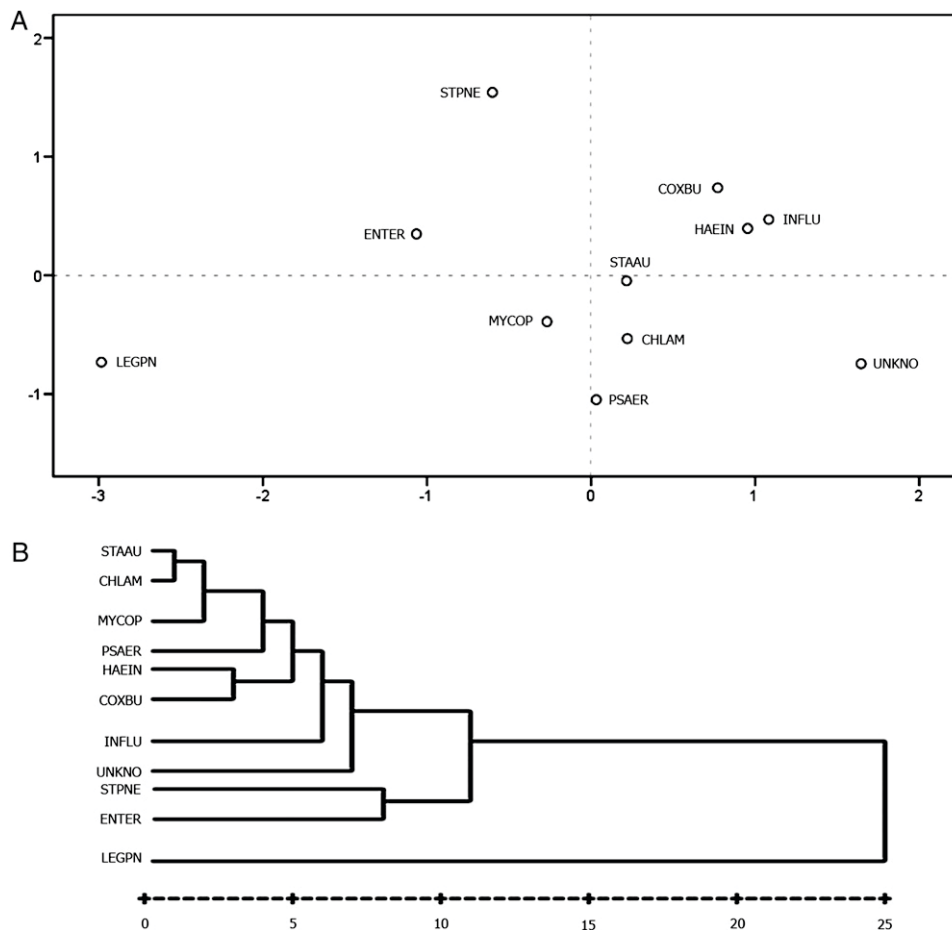 A
2
STPNE
1
COXBU
INFLU
HAEIN
ENTER
STAAU
0
MYCOP
CHLAM
LEGPN
UNKNO
-1
PSAER
-3 -2 -1 0 1 2
B
STAAU
CHLAM
MYCOP
PSAER
HAEIN
COXBU
INFLU
UNKNO
STPNE
ENTER
LEGPN
0 5 10 15 20 25